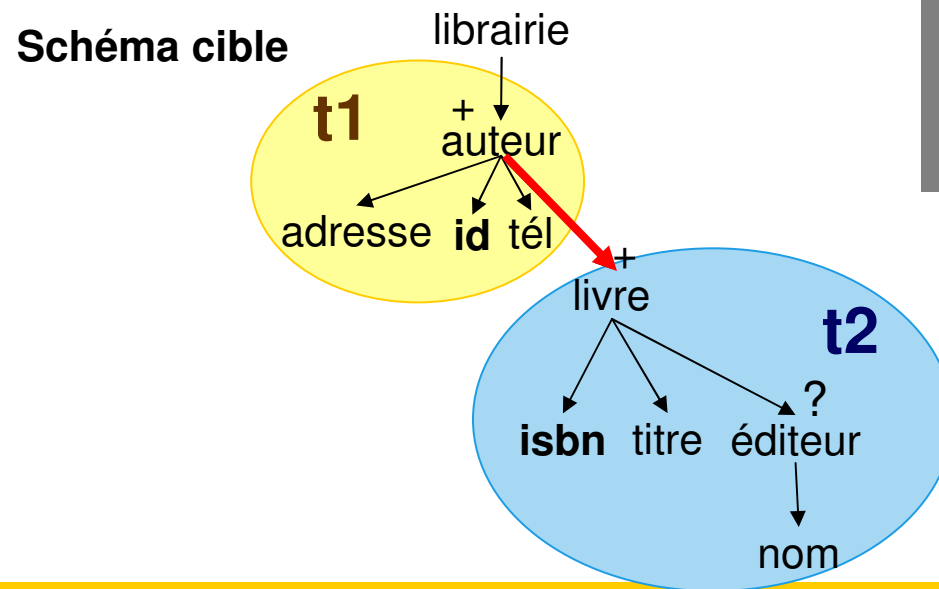 Schéma cible
librairie
t1
+
auteur
adresse id tél
+
livre
t2
?
isbn titre éditeur
nom